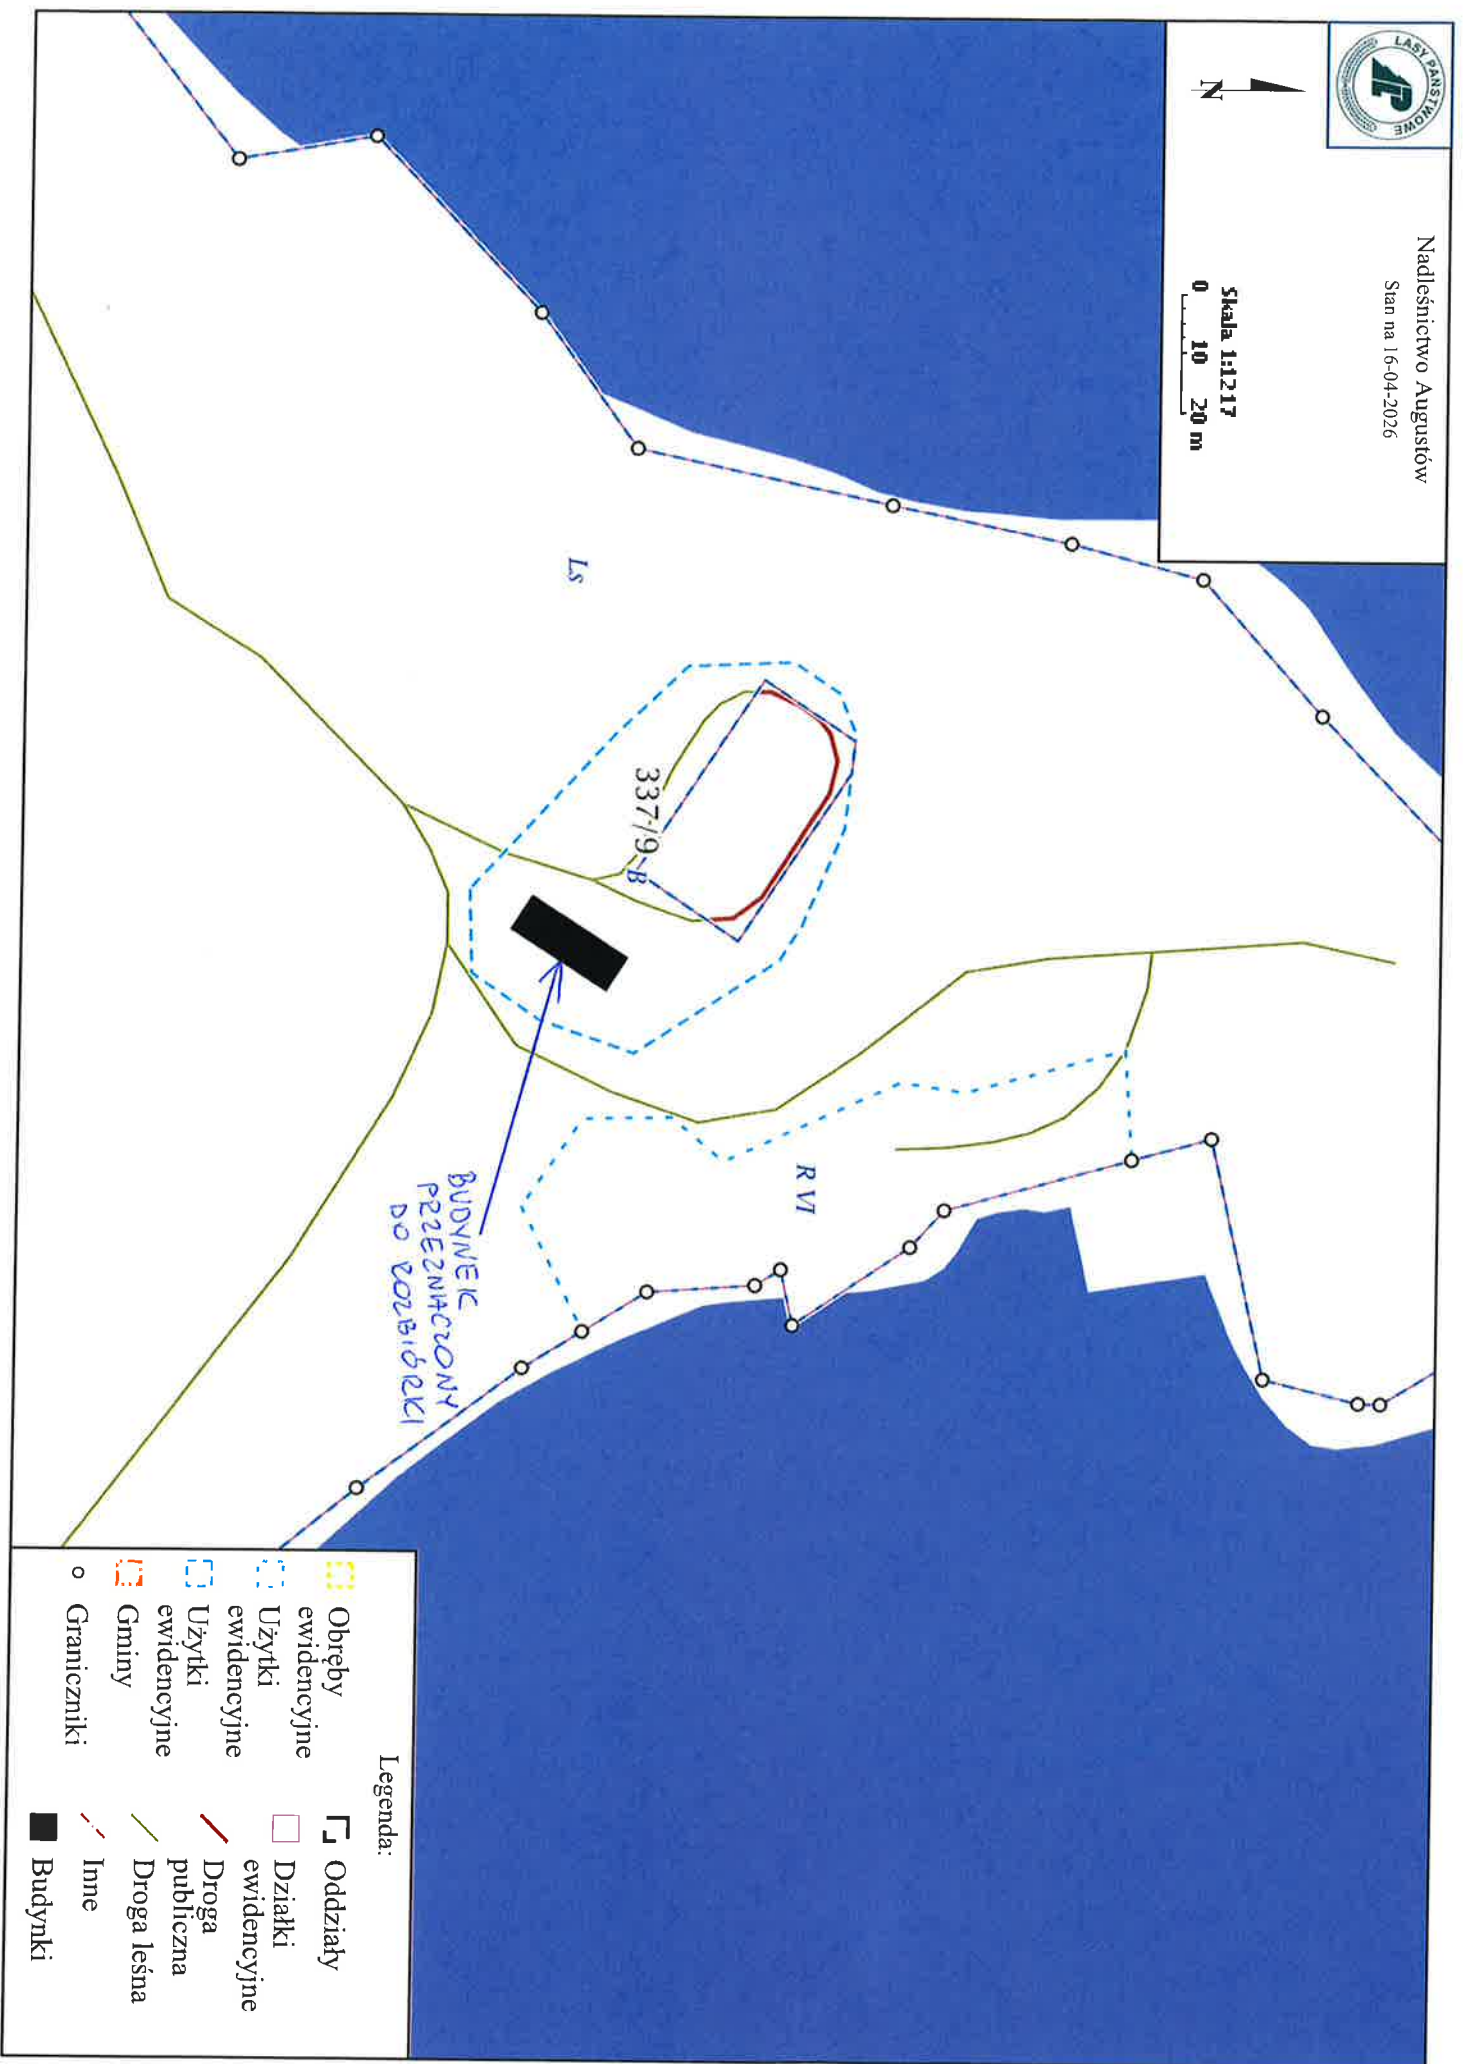 LASY PAŃSTWOWE
Nadleśnictwo Augustów
Stan na 16-04-2026
N
Skala 1:1217
0 10 20 m
Ls
337/9
B
R VI
BUDYNEK
PRZEZNACZONY
DO ROZBIÓRKI
Legenda:
Obręby
ewidencyjne
Użytki
ewidencyjne
Użytki
ewidencyjne
Gminy
Graniczniki
Oddziały
Działki
ewidencyjne
Droga
publiczna
Droga leśna
Inne
Budynki